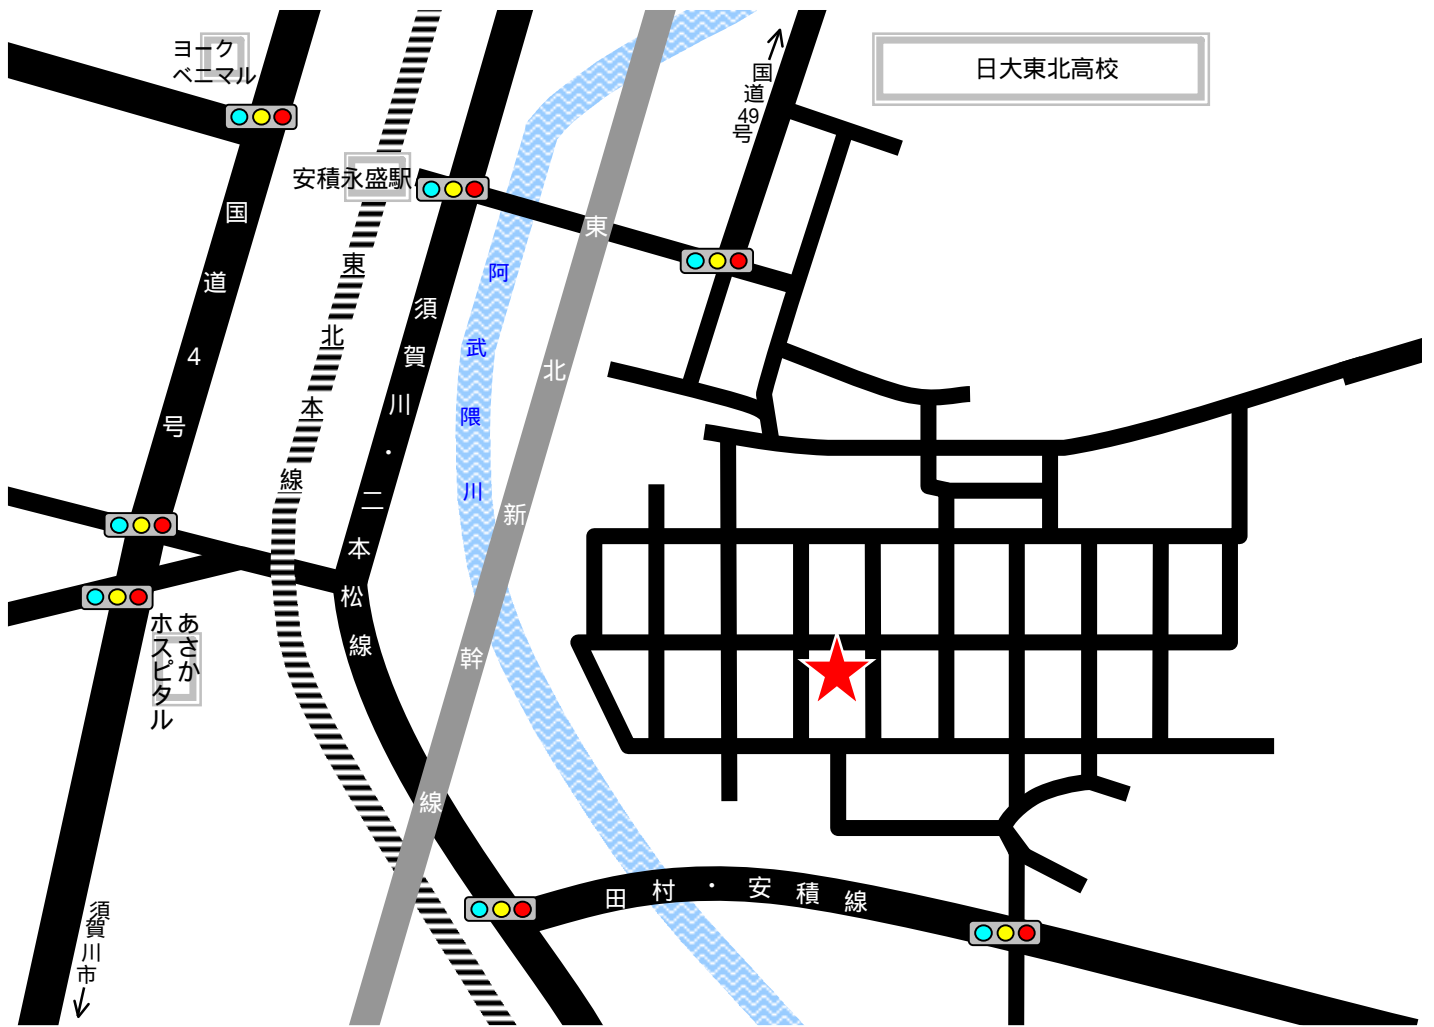 ヨーク
ベニマル
日大東北高校
国道49号
安積永盛駅
国道4号
東北本線
須賀川・二本松線
阿武隈川
東北新幹線
あさか
ホスピタル
田村・安積線
須賀川市